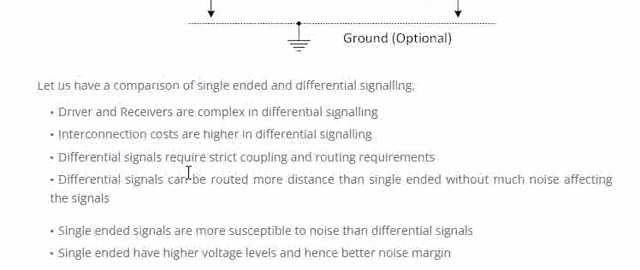 Ground (Optional)
Let us have a comparison of single ended and differential signalling.
• Driver and Receivers are complex in differential signalling
• Interconnection costs are higher in differential signalling
• Differential signals require strict coupling and routing requirements
• Differential signals can be routed more distance than single ended without much noise affecting
the signals
• Single ended signals are more susceptible to noise than differential signals
• Single ended have higher voltage levels and hence better noise margin